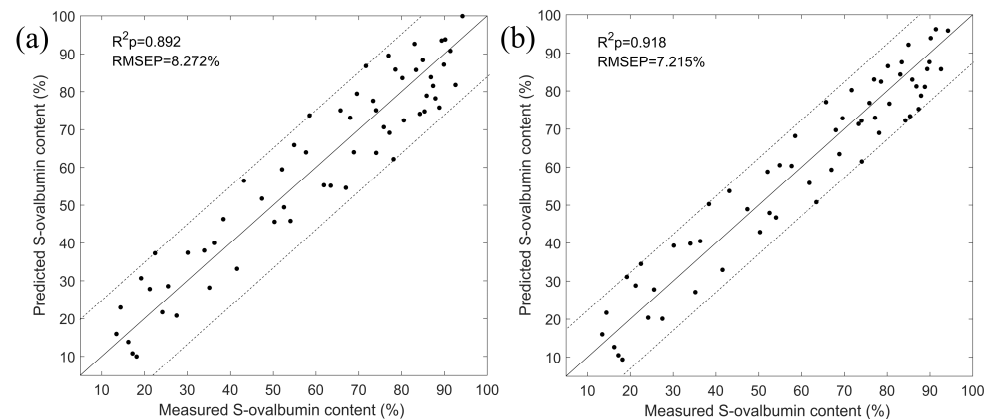 (a)
R²p=0.892
RMSEP=8.272%
Predicted S-ovalbumin content (%)
100
90
80
70
60
50
40
30
20
10
10 20 30 40 50 60 70 80 90 100
Measured S-ovalbumin content (%)
(b)
R²p=0.918
RMSEP=7.215%
Predicted S-ovalbumin content (%)
100
90
80
70
60
50
40
30
20
10
10 20 30 40 50 60 70 80 90 100
Measured S-ovalbumin content (%)